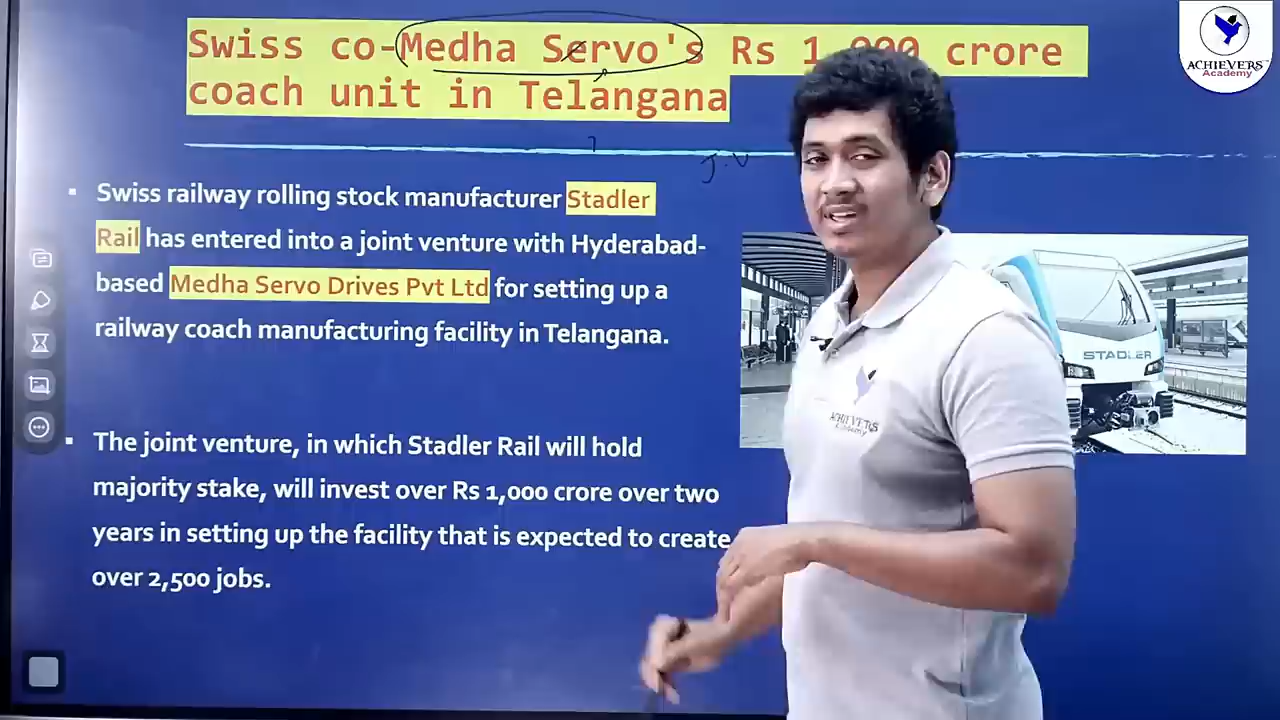 Swiss co-Medha Servo's Rs 1,000 crore
coach unit in Telangana
J.V
Swiss railway rolling stock manufacturer Stadler
Rail has entered into a joint venture with Hyderabad-
based Medha Servo Drives Pvt Ltd for setting up a
railway coach manufacturing facility in Telangana.
The joint venture, in which Stadler Rail will hold
majority stake, will invest over Rs 1,000 crore over two
years in setting up the facility that is expected to create
over 2,500 jobs.
STADLER
ACHIEVERS
Academy
ACHIEVERS
Academy